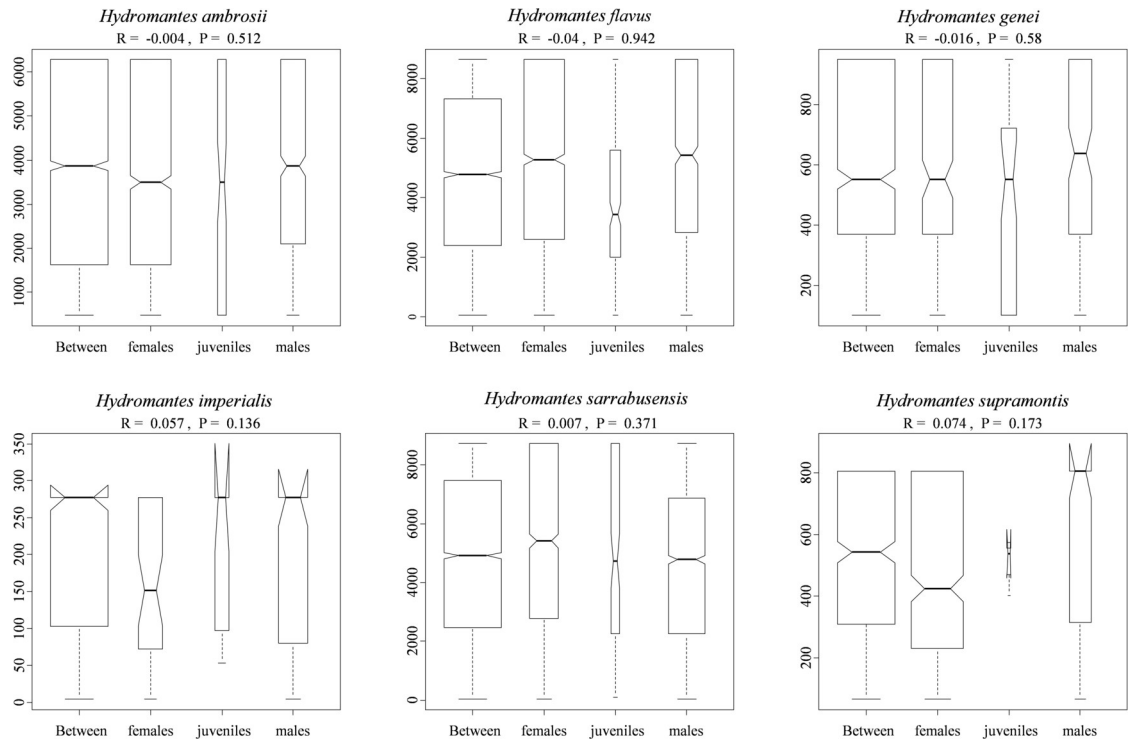 Hydromantes ambrosii
R = -0.004 , P = 0.512
6000
5000
4000
3000
2000
1000
Between females juveniles males
Hydromantes flavus
R = -0.04 , P = 0.942
8000
6000
4000
2000
0
Between females juveniles males
Hydromantes genei
R = -0.016 , P = 0.58
800
600
400
200
Between females juveniles males
Hydromantes imperialis
R = 0.057 , P = 0.136
350
300
250
200
150
100
50
0
Between females juveniles males
Hydromantes sarrabusensis
R = 0.007 , P = 0.371
8000
6000
4000
2000
0
Between females juveniles males
Hydromantes supramontis
R = 0.074 , P = 0.173
800
600
400
200
Between females juveniles males